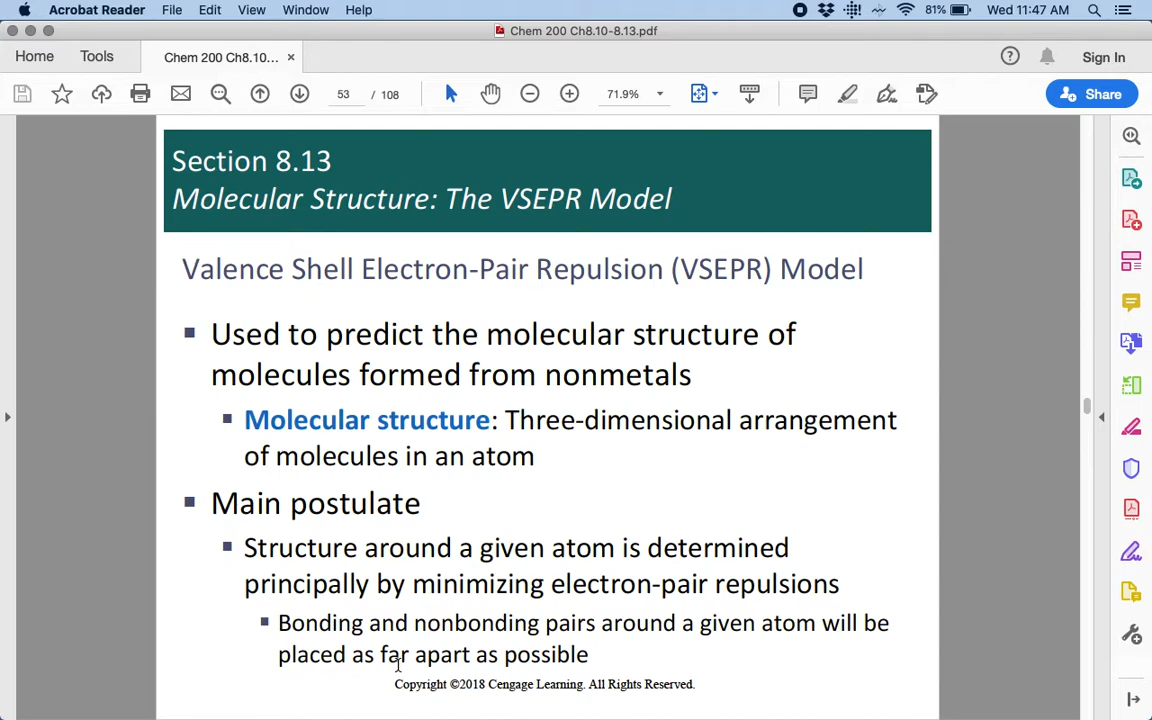 Acrobat Reader File Edit View Window Help 81% Wed 11:47 AM
Chem 200 Ch8.10-8.13.pdf
Home Tools Chem 200 Ch8.10... × Sign In
53 / 108 71.9% Share
Section 8.13
Molecular Structure: The VSEPR Model
Valence Shell Electron-Pair Repulsion (VSEPR) Model
▪ Used to predict the molecular structure of
molecules formed from nonmetals
▪ Molecular structure: Three-dimensional arrangement
of molecules in an atom
▪ Main postulate
▪ Structure around a given atom is determined
principally by minimizing electron-pair repulsions
▪ Bonding and nonbonding pairs around a given atom will be
placed as far apart as possible
Copyright ©2018 Cengage Learning. All Rights Reserved.